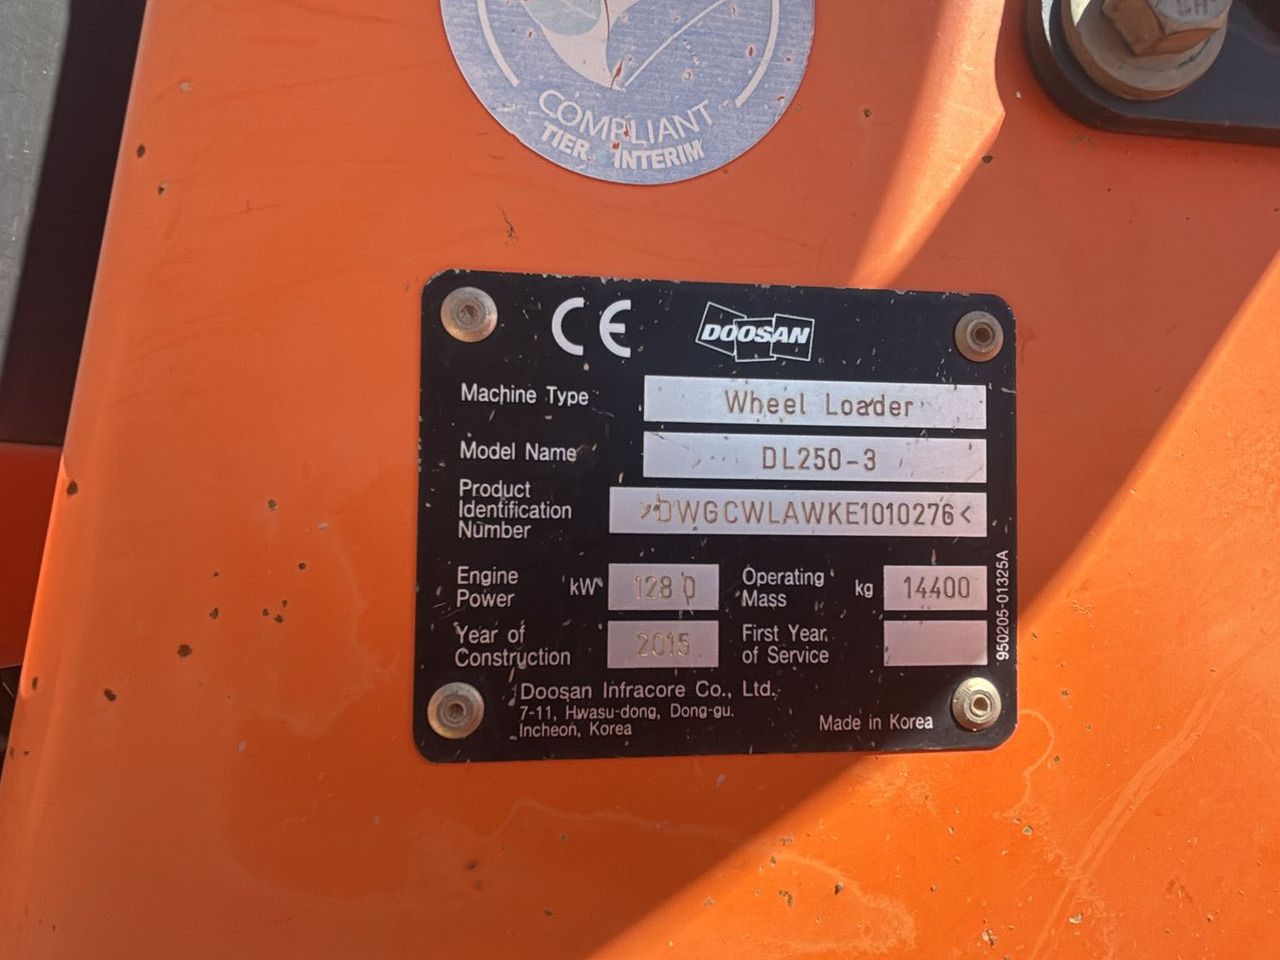 COMPLIANT
TIER INTERIM
CE DOOSAN
Machine Type Wheel Loader
Model Name DL250-3
Product
Identification
Number
>DWGCWLAWKE1010276<
Engine
Power kW 128.0
Operating
Mass kg 14400
Year of
Construction 2015
First Year
of Service
950205-01325A
Doosan Infracore Co., Ltd.
7-11, Hwasu-dong, Dong-gu.
Incheon, Korea
Made in Korea